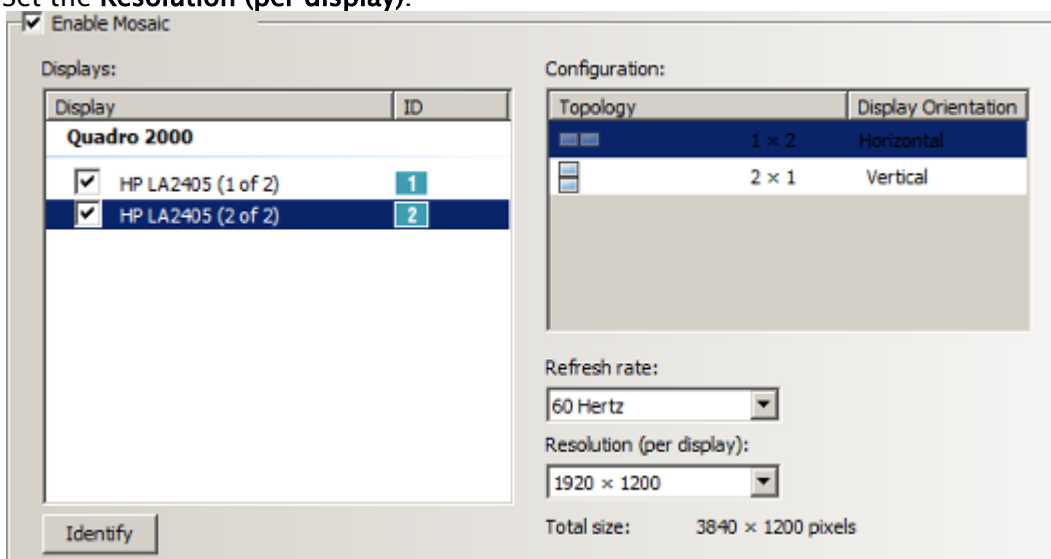 Set the Resolution (per display).
Enable Mosaic
Displays:
Display ID
Quadro 2000
HP LA2405 (1 of 2) 1
HP LA2405 (2 of 2) 2
Identify
Configuration:
Topology Display Orientation
1 × 2 Horizontal
2 × 1 Vertical
Refresh rate:
60 Hertz
Resolution (per display):
1920 × 1200
Total size: 3840 × 1200 pixels